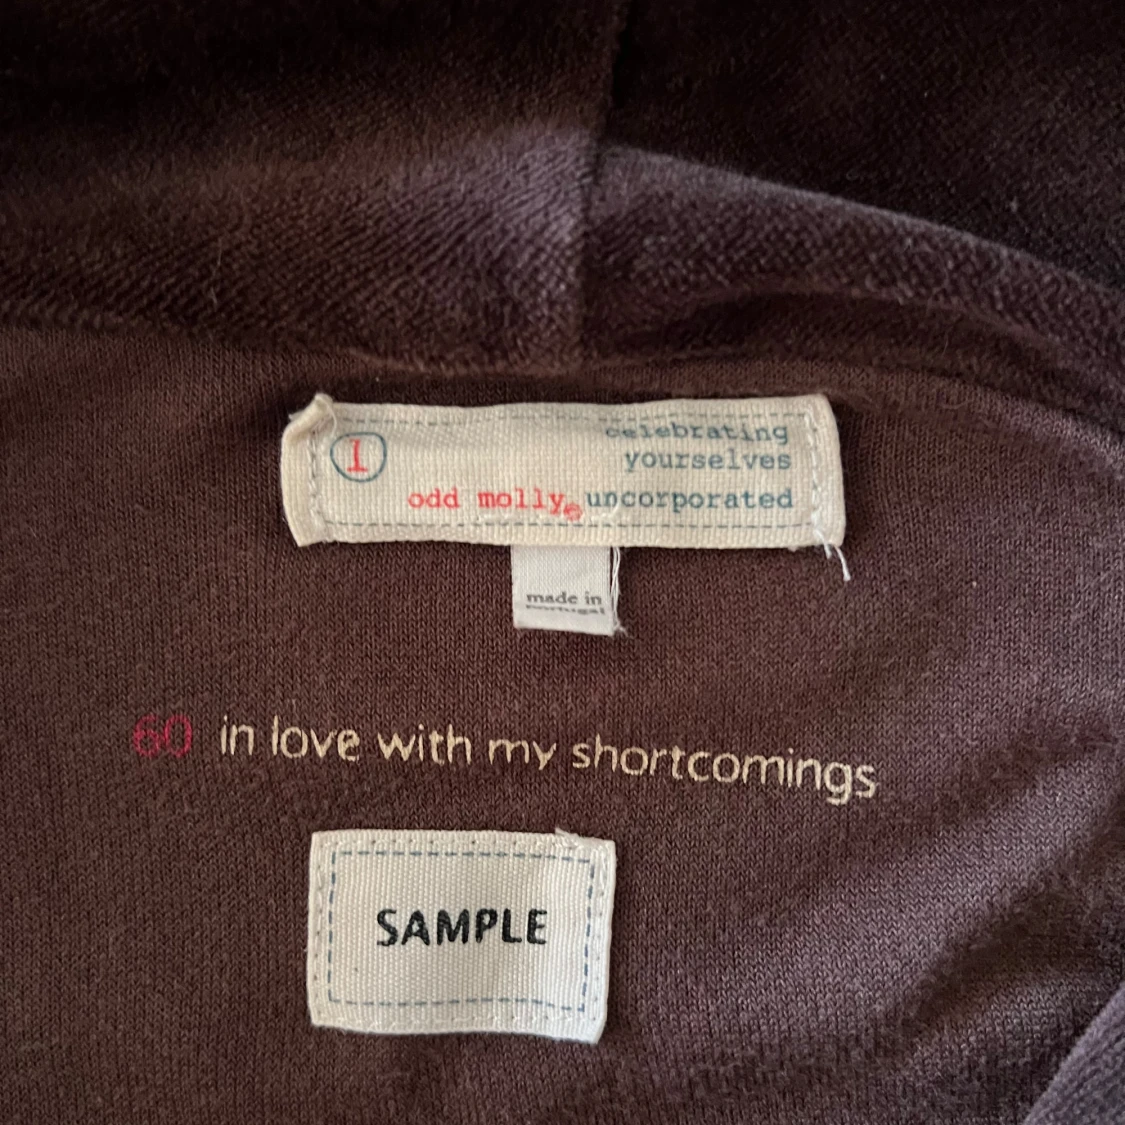 1
celebrating
yourselves
odd molly® uncorporated
made in
portugal
60 in love with my shortcomings
SAMPLE